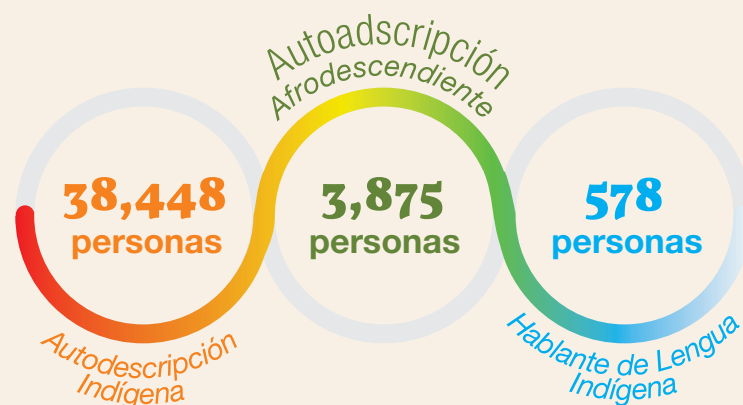 Autoadscripción
Afrodescendiente
38,448
personas
3,875
personas
578
personas
Autodescripción
Indígena
Hablante de Lengua
Indígena